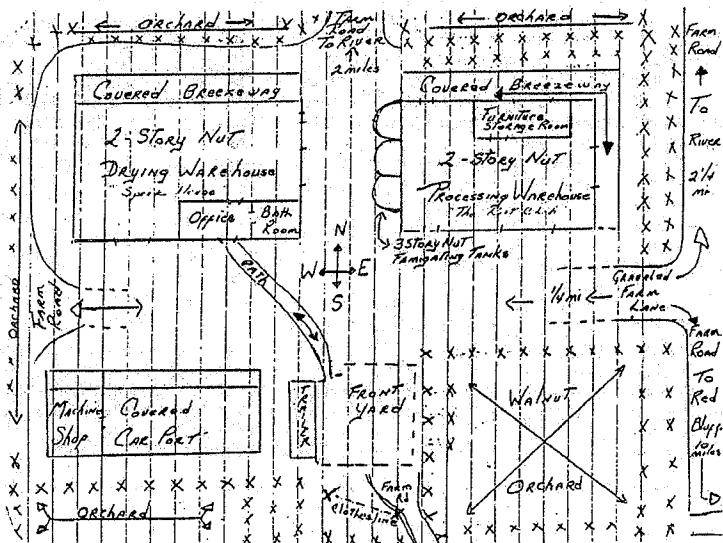 ORCHARD
FARM
ROAD
TO RIVER
2 miles
ORCHARD
FARM
ROAD
TO
RIVER
2 1/4
mi
Covered Breezeway
2-STORY NUT
DRYING WAREHOUSE
OFFICE
Bath
Room
Covered Breezeway
FURNITURE
STORAGE ROOM
2-STORY NUT
PROCESSING WAREHOUSE
3 STORY NUT
FAMIGATING TANKS
N
W E
S
PATH
ORCHARD
FARM
ROAD
1/4 mi
GRAVELED
FARM
LANE
FARM
ROAD
TO
RED
Bluff
10
miles
Machine
Shop
Covered
CAR PORT
TRAILER
FRONT
YARD
WALNUT
ORCHARD
ORCHARD
Clothesline
FARM
Rd